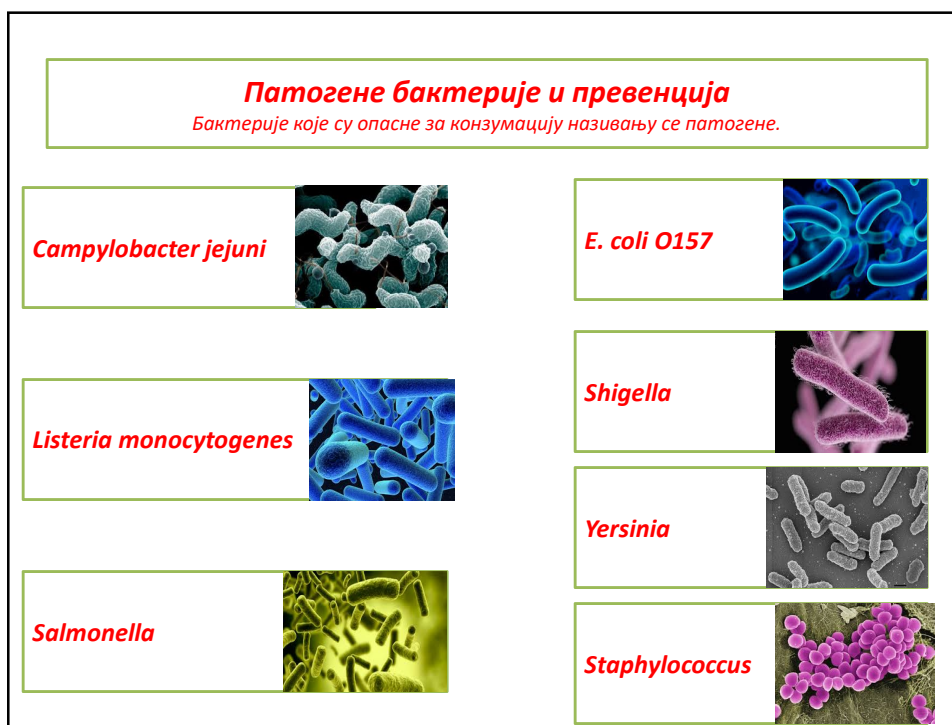 Патогене бактерије и превенција
Бактерије које су опасне за конзумацију називању се патогене.
Campylobacter jejuni
Listeria monocytogenes
Salmonella
E. coli O157
Shigella
Yersinia
Staphylococcus